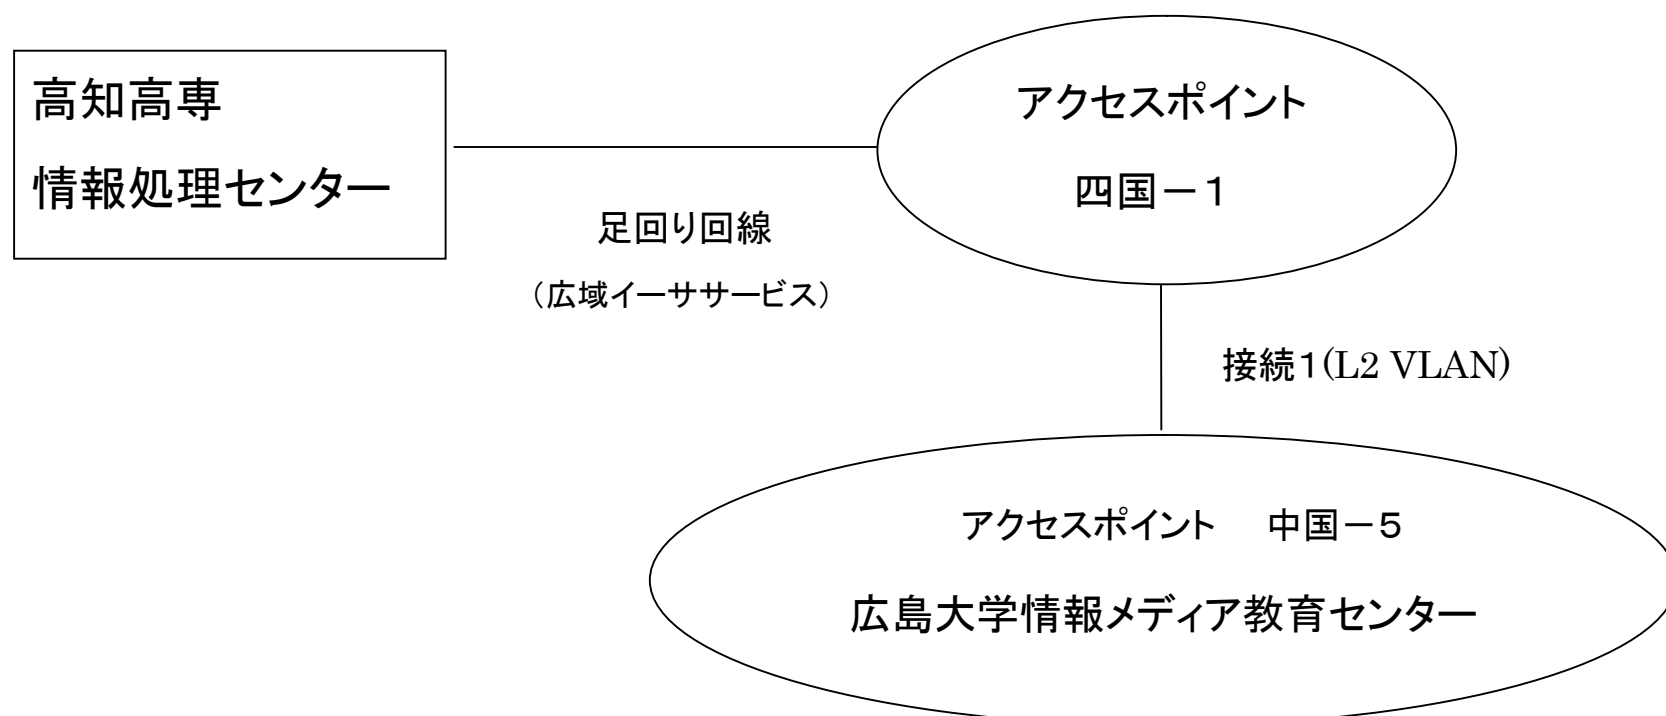 高知高専
情報処理センター
アクセスポイント
四国－１
足回り回線
（広域イーササービス）
接続１(L2 VLAN)
アクセスポイント　中国－５
広島大学情報メディア教育センター